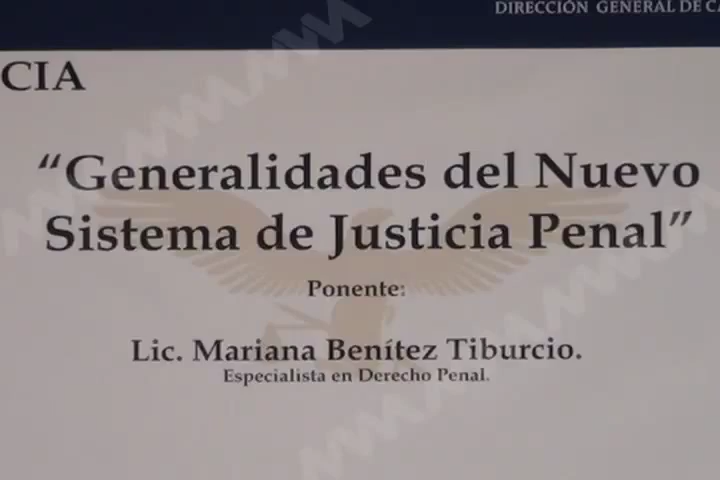 DIRECCIÓN GENERAL DE
CIA
“Generalidades del Nuevo
Sistema de Justicia Penal”
Ponente:
Lic. Mariana Benítez Tiburcio.
Especialista en Derecho Penal.